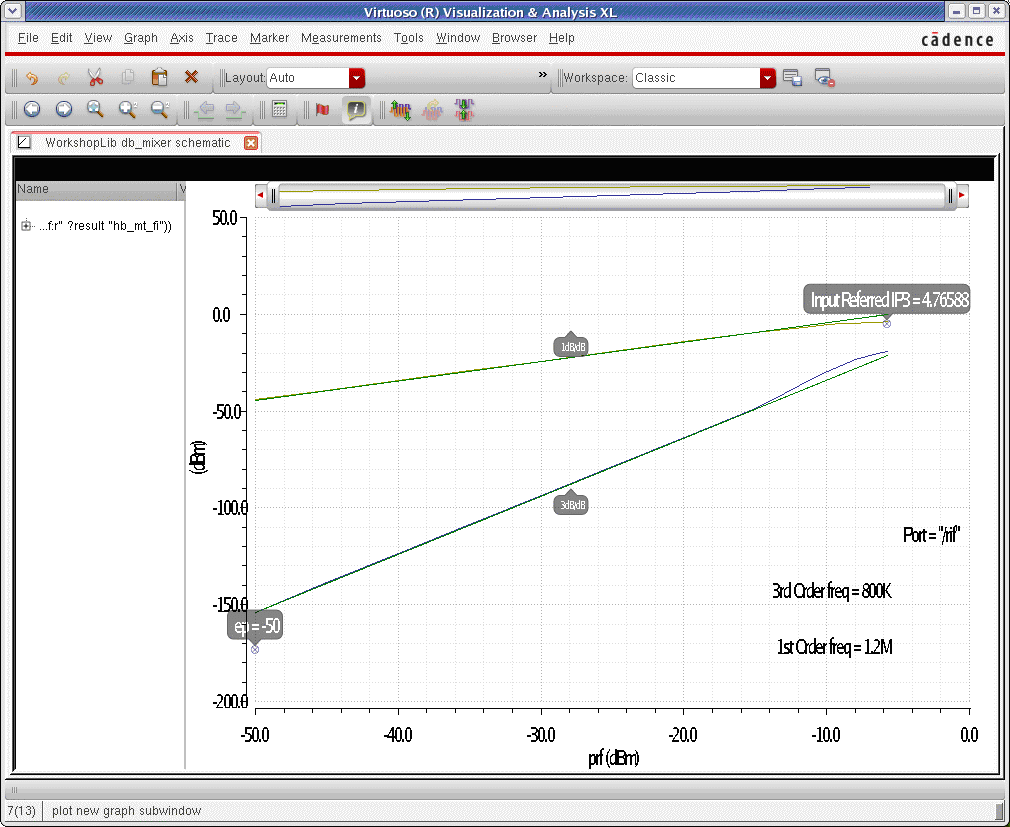 Virtuoso (R) Visualization & Analysis XL
File Edit View Graph Axis Trace Marker Measurements Tools Window Browser Help
cādence
Layout: Auto » Workspace: Classic
WorkshopLib db_mixer schematic
Name V
...f:r" ?result "hb_mt_fi"))
50.0
0.0
-50.0
-100.0
-150.0
-200.0
(dBm)
Input Referred IP3 = 4.76588
1dB/dB
3dB/dB
Port = "/rif"
3rd Order freq = 800K
ep = -50
1st Order freq = 1.2M
-50.0 -40.0 -30.0 -20.0 -10.0 0.0
prf (dBm)
7(13) plot new graph subwindow